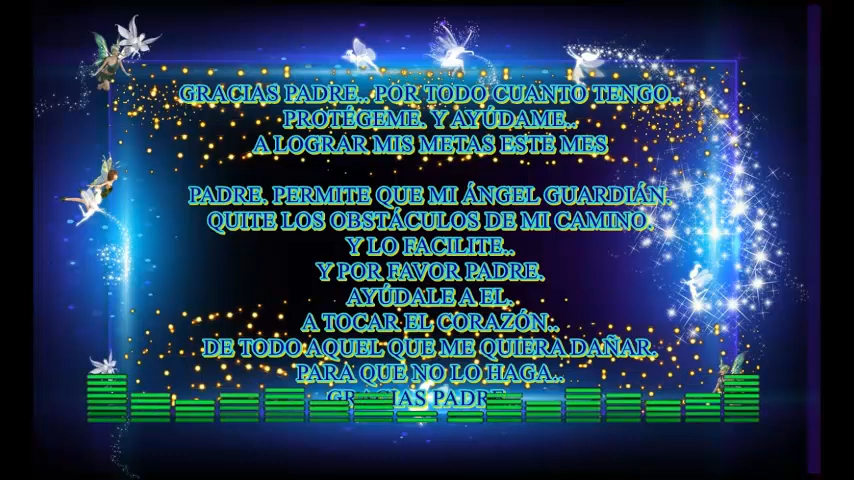 GRACIAS PADRE.. POR TODO CUANTO TENGO..
PROTÉGEME. Y AYÚDAME..
A LOGRAR MIS METAS ESTE MES
PADRE. PERMITE QUE MI ÁNGEL GUARDIÁN.
QUITE LOS OBSTÁCULOS DE MI CAMINO.
Y LO FACILITE..
Y POR FAVOR PADRE.
AYÚDALE A EL.
A TOCAR EL CORAZÓN..
DE TODO AQUEL QUE ME QUIERA DAÑAR.
PARA QUE NO LO HAGA..
GRACIAS PADRE..